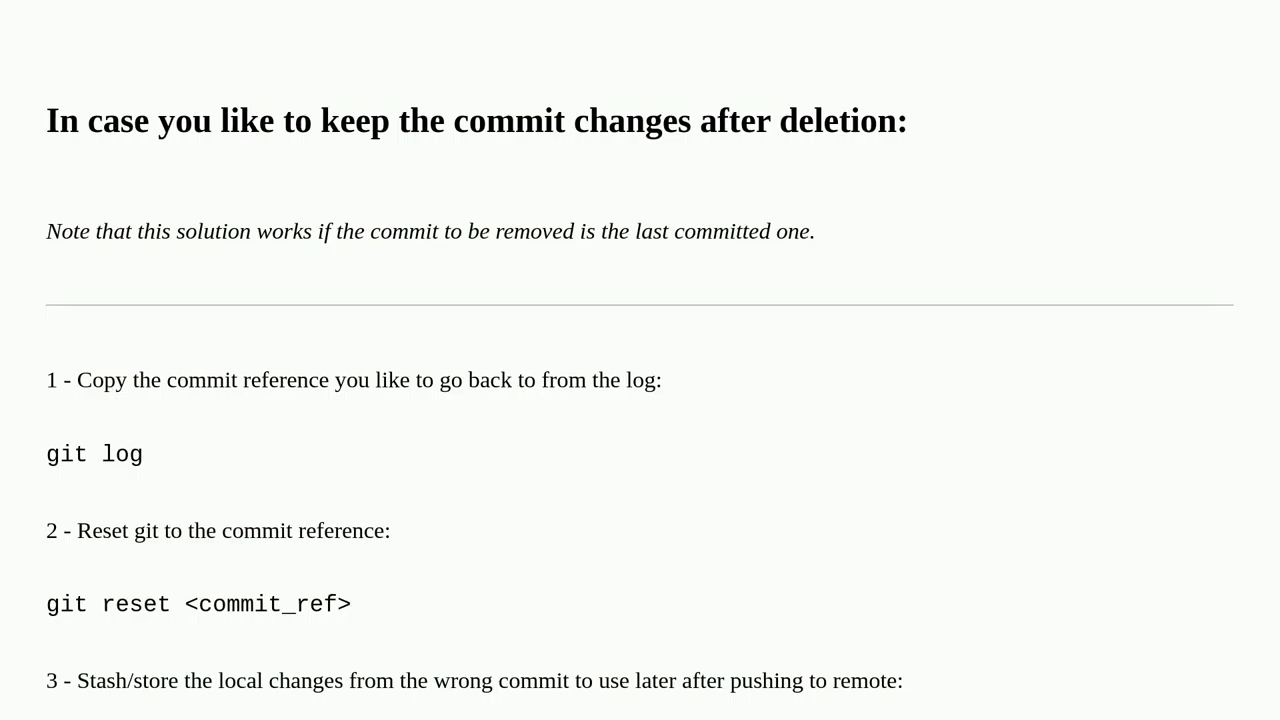 In case you like to keep the commit changes after deletion:
Note that this solution works if the commit to be removed is the last committed one.
1 - Copy the commit reference you like to go back to from the log:
git log
2 - Reset git to the commit reference:
git reset <commit_ref>
3 - Stash/store the local changes from the wrong commit to use later after pushing to remote: